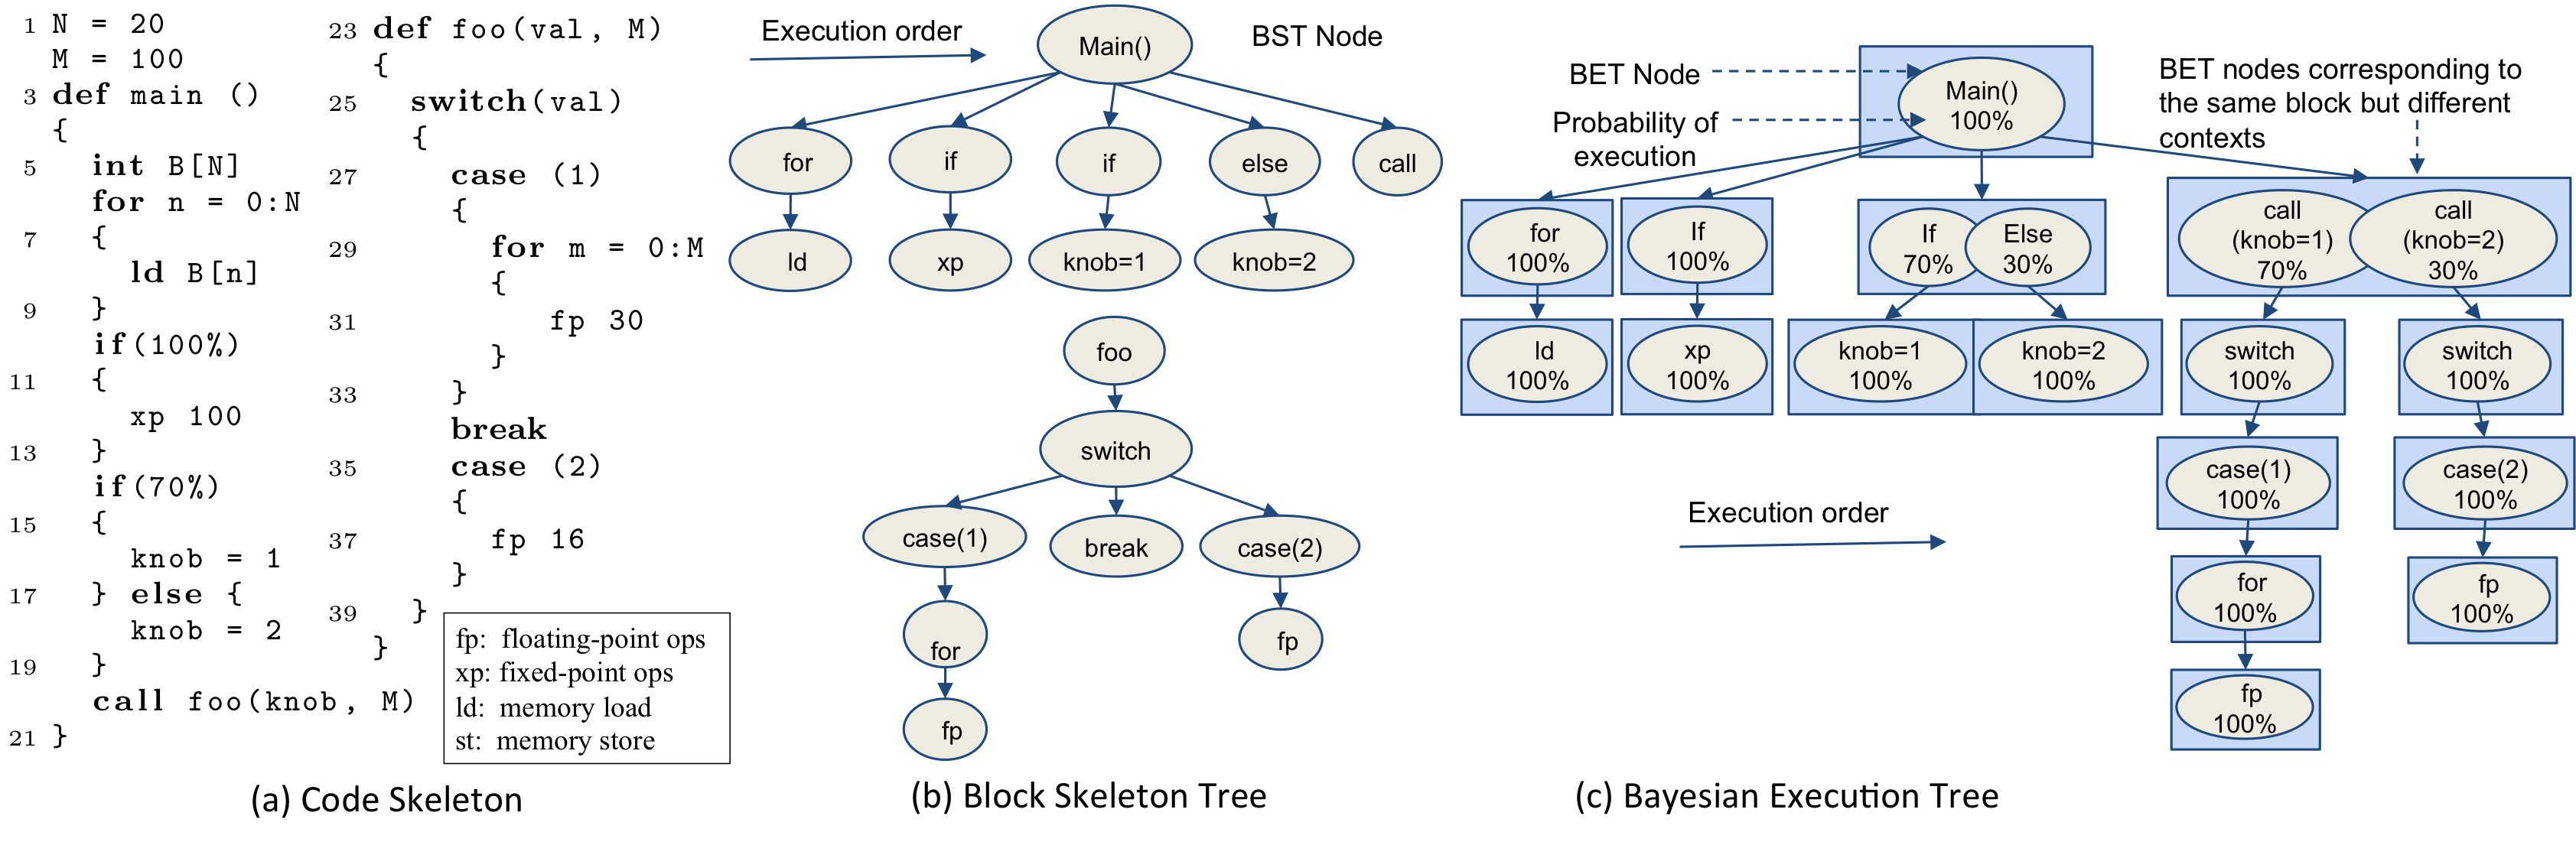 1 N = 20
M = 100
3 def main ()
{
5 int B[N]
for n = 0:N
7 {
ld B[n]
9 }
if(100%)
11 {
xp 100
13 }
if(70%)
15 {
knob = 1
17 } else {
knob = 2
19 }
call foo(knob, M)
21 }
23 def foo(val, M)
{
25 switch(val)
{
27 case (1)
{
29 for m = 0:M
{
31 fp 30
}
33 }
break
35 case (2)
{
37 fp 16
}
39 }
}
fp: floating-point ops
xp: fixed-point ops
ld: memory load
st: memory store
(a) Code Skeleton
Execution order
BST Node
Main()
for
if
if
else
call
ld
xp
knob=1
knob=2
foo
switch
case(1)
break
case(2)
for
fp
fp
(b) Block Skeleton Tree
BET Node
Probability of
execution
Main()
100%
BET nodes corresponding to
the same block but different
contexts
for
100%
If
100%
If
70%
Else
30%
call
(knob=1)
70%
call
(knob=2)
30%
ld
100%
xp
100%
knob=1
100%
knob=2
100%
switch
100%
switch
100%
case(1)
100%
case(2)
100%
Execution order
for
100%
fp
100%
fp
100%
(c) Bayesian Execution Tree